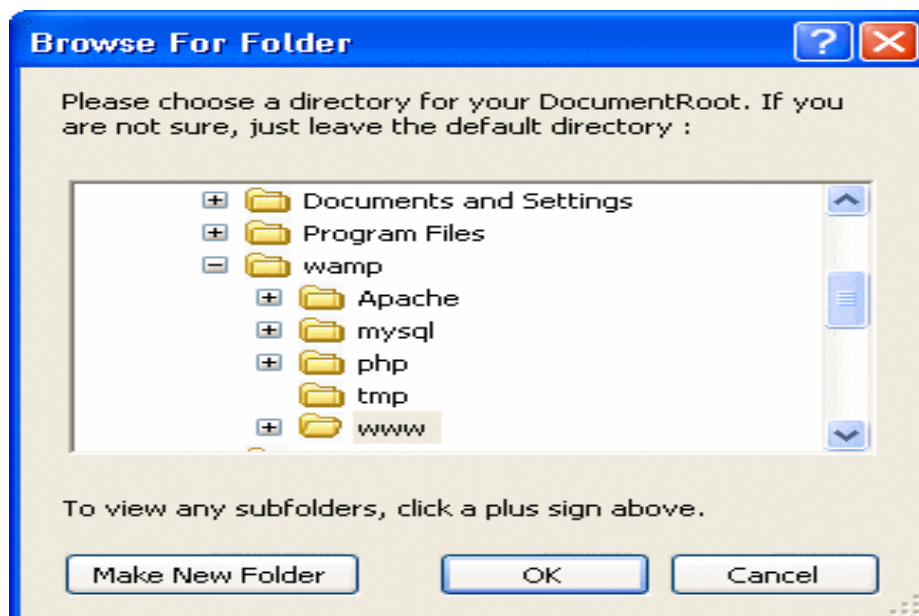 Browse For Folder
Please choose a directory for your DocumentRoot. If you
are not sure, just leave the default directory :
Documents and Settings
Program Files
wamp
Apache
mysql
php
tmp
www
To view any subfolders, click a plus sign above.
Make New Folder OK Cancel